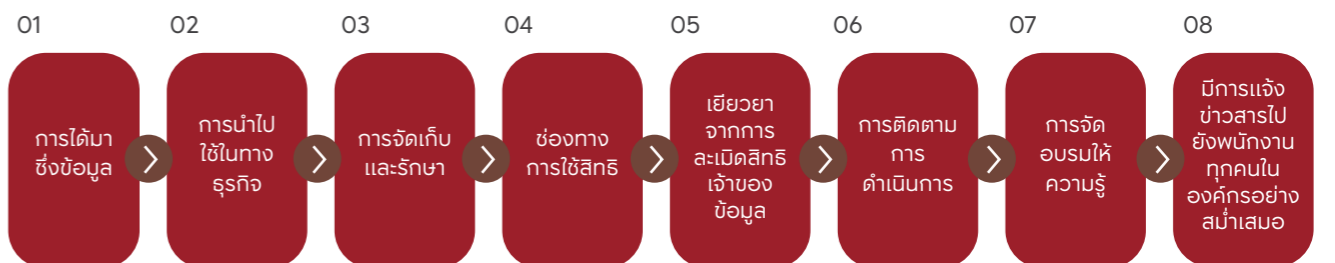 01
การได้มา
ซึ่งข้อมูล
02
การนำไป
ใช้ในทาง
ธุรกิจ
03
การจัดเก็บ
และรักษา
04
ช่องทาง
การใช้สิทธิ
05
เยียวยา
จากการ
ละเมิดสิทธิ
เจ้าของ
ข้อมูล
06
การติดตาม
การ
ดำเนินการ
07
การจัด
อบรมให้
ความรู้
08
มีการแจ้ง
ข่าวสารไป
ยังพนักงาน
ทุกคนใน
องค์กรอย่าง
สม่ำเสมอ